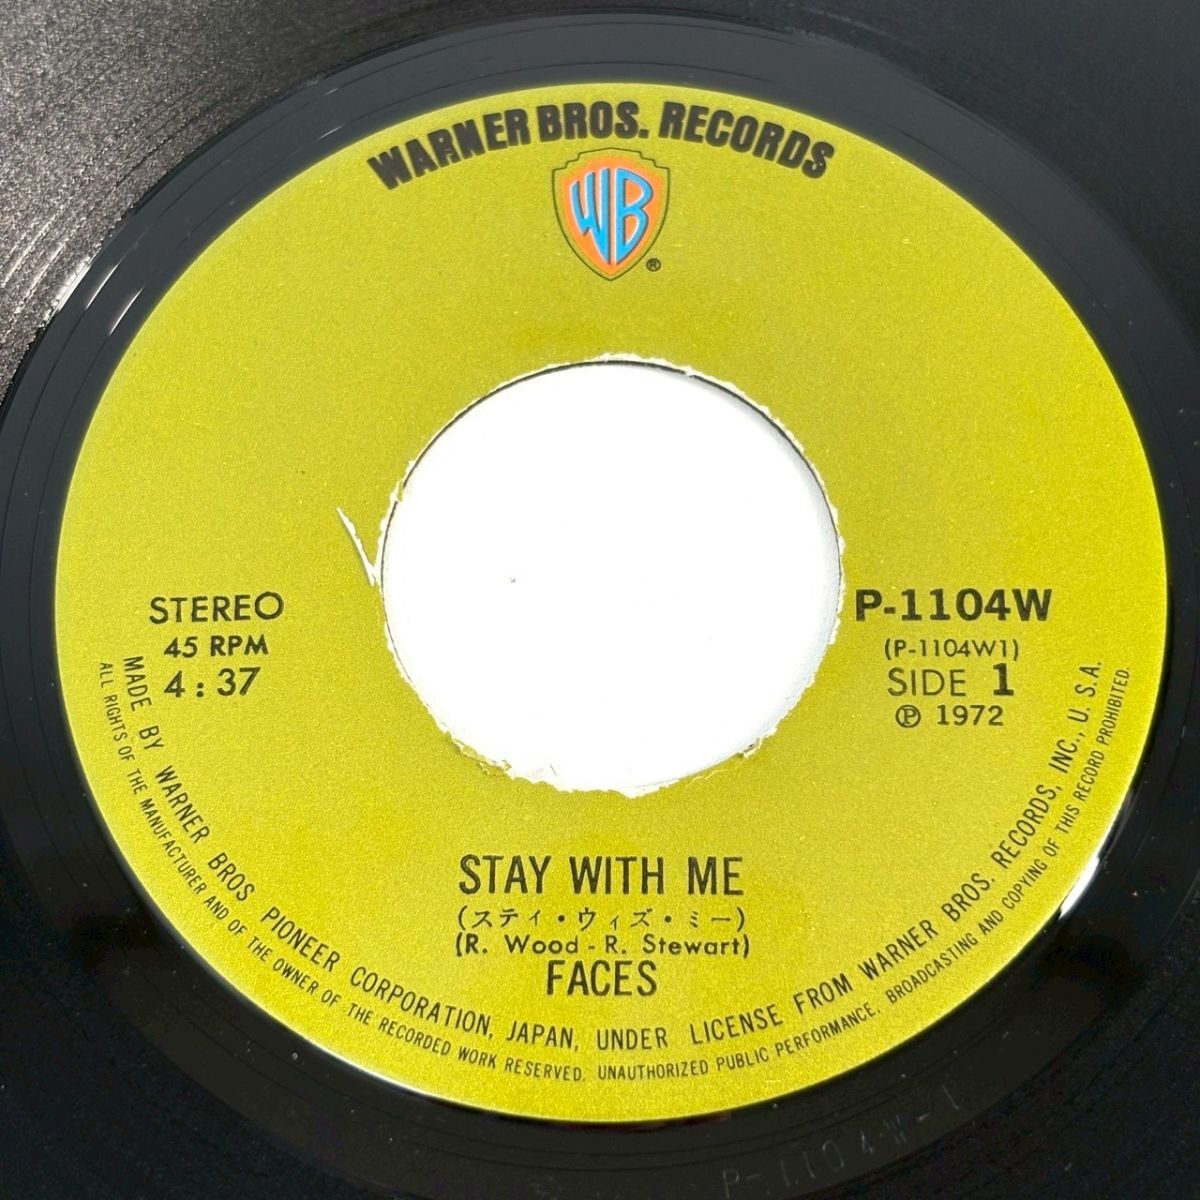 WARNER BROS. RECORDS
WB
®
STEREO
45 RPM
4 : 37
P-1104W
(P-1104W1)
SIDE 1
Ⓟ 1972
STAY WITH ME
(スティ・ウィズ・ミー)
(R. Wood - R. Stewart)
FACES
MADE BY WARNER BROS PIONEER CORPORATION, JAPAN, UNDER LICENSE FROM WARNER BROS. RECORDS, INC., U. S. A.
ALL RIGHTS OF THE MANUFACTURER AND OF THE OWNER OF THE RECORDED WORK RESERVED. UNAUTHORIZED PUBLIC PERFORMANCE, BROADCASTING AND COPYING OF THIS RECORD PROHIBITED.
P-1104W-1